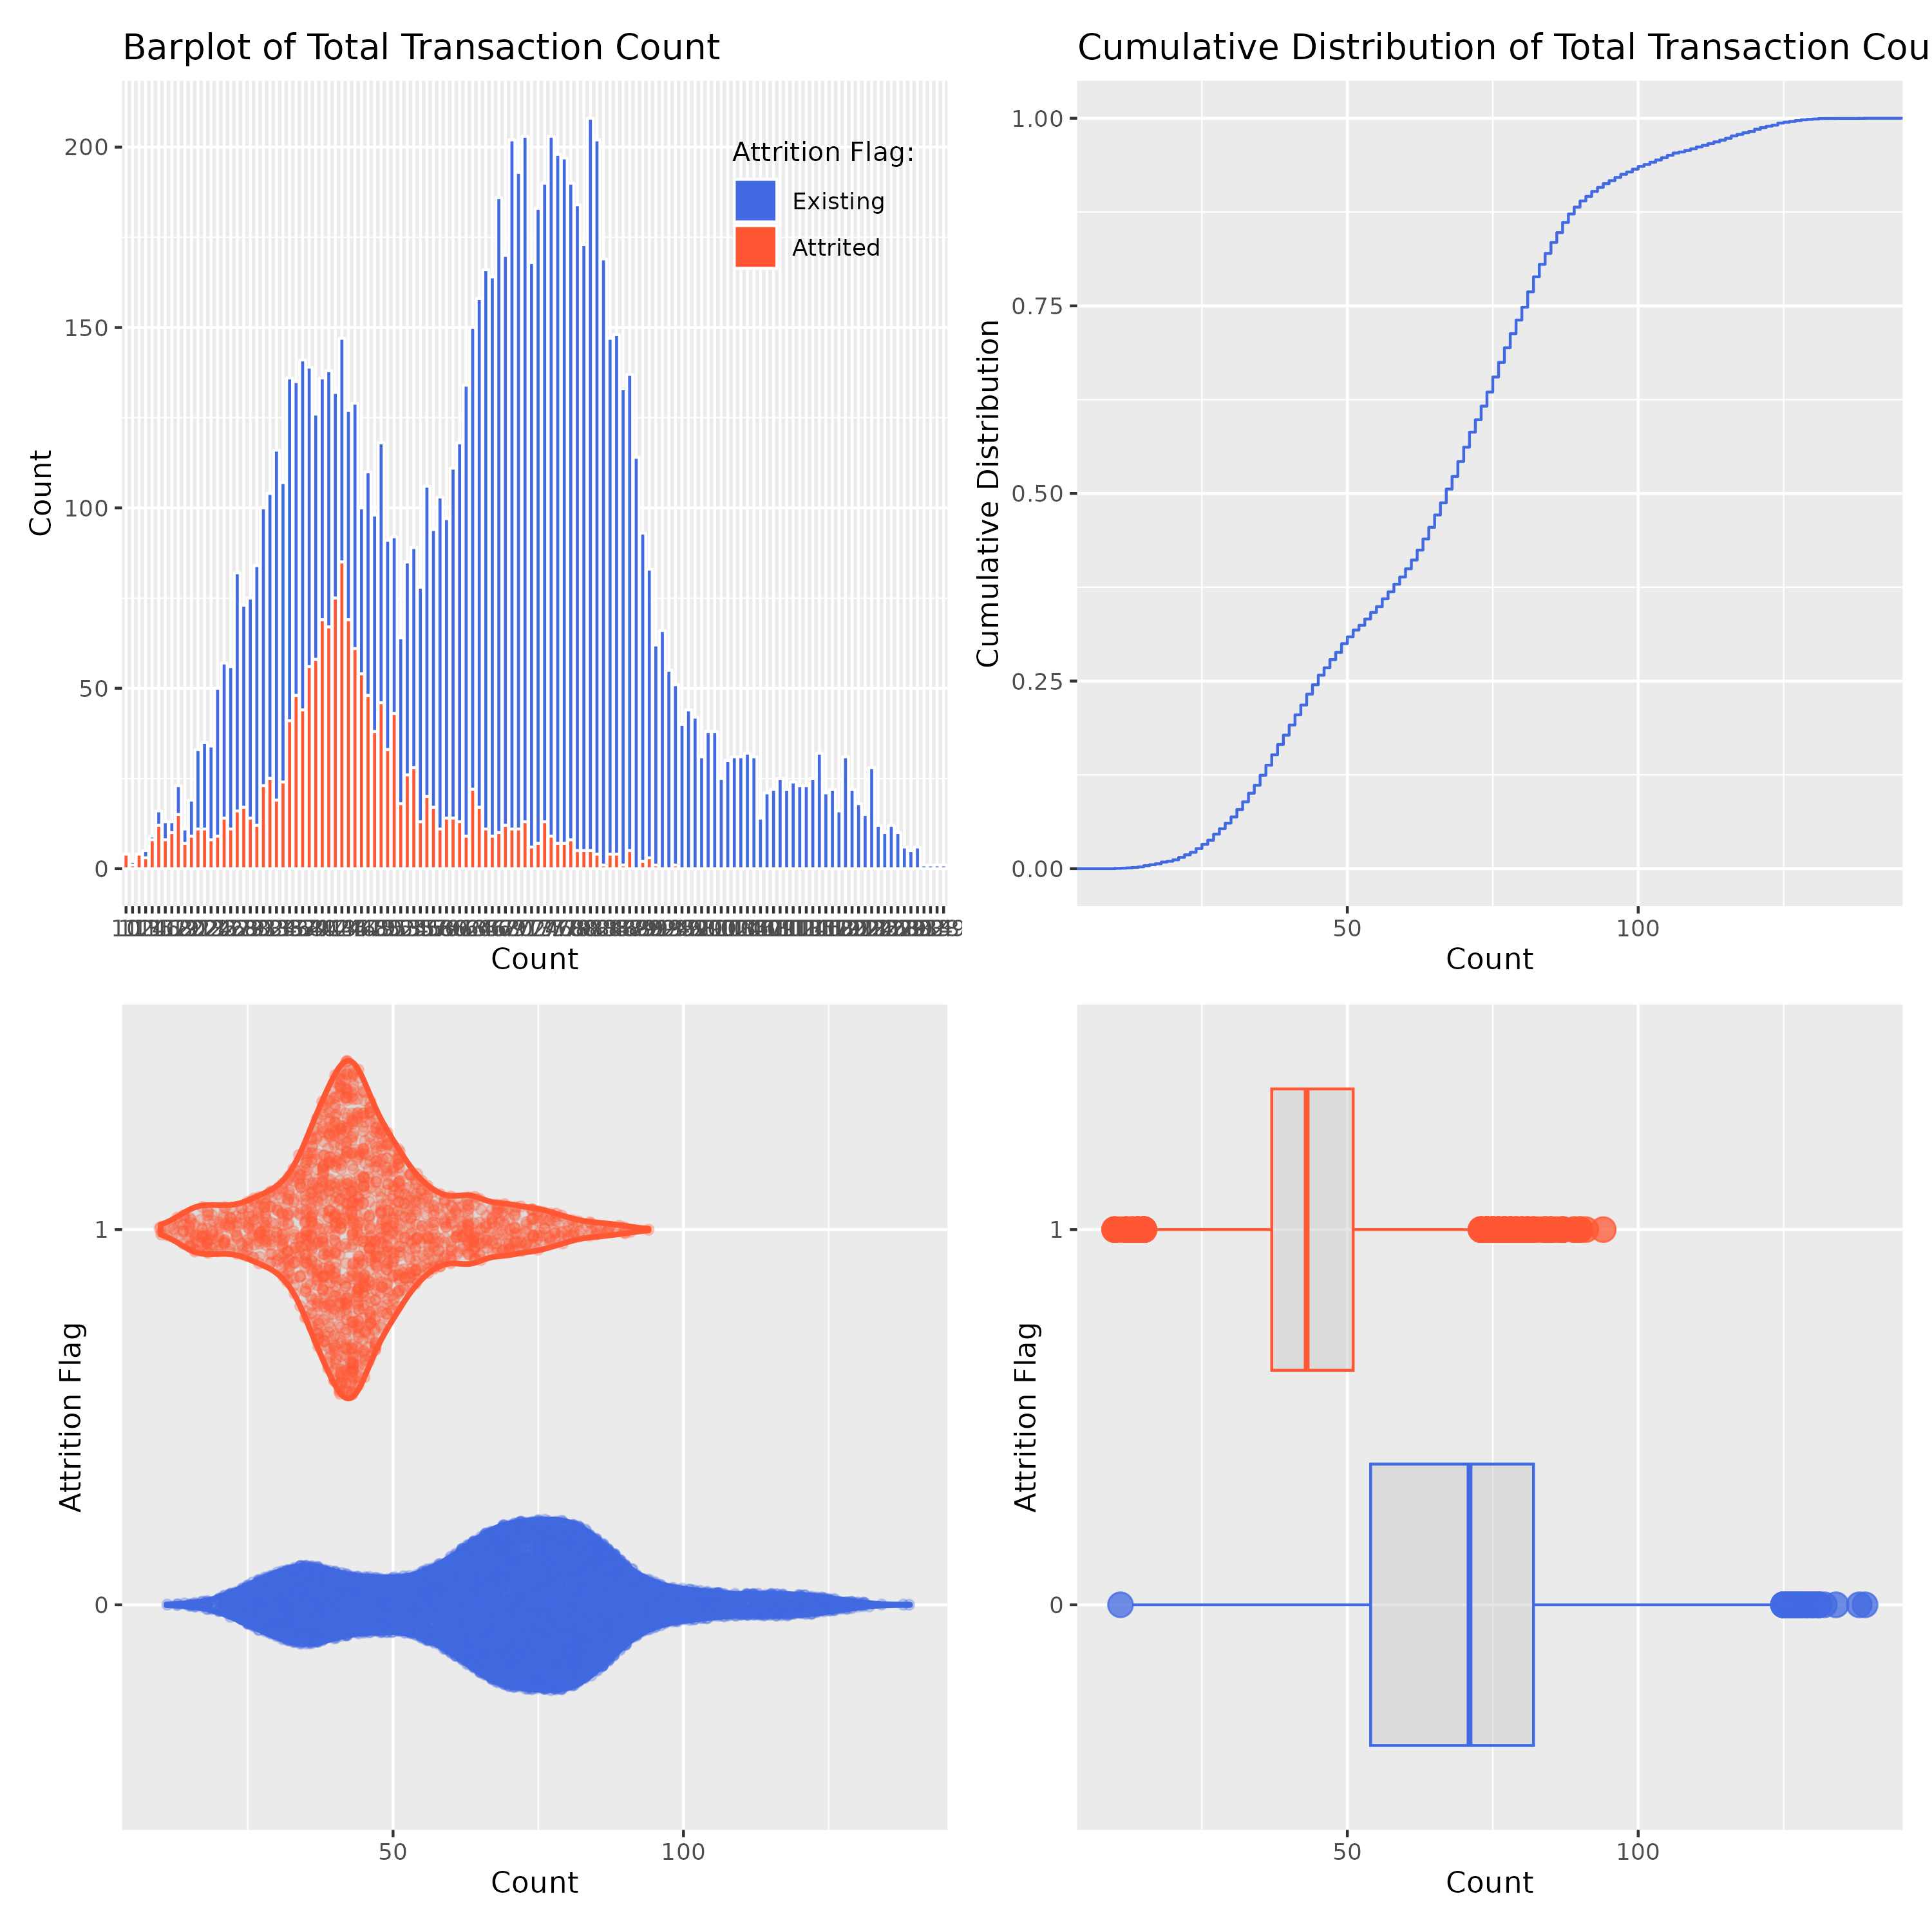 Barplot of Total Transaction Count
Count
200
150
100
50
0
Attrition Flag:
Existing
Attrited
Count
Cumulative Distribution of Total Transaction Cou
Cumulative Distribution
1.00
0.75
0.50
0.25
0.00
50 100
Count
Attrition Flag
1
0
50 100
Count
Attrition Flag
1
0
50 100
Count